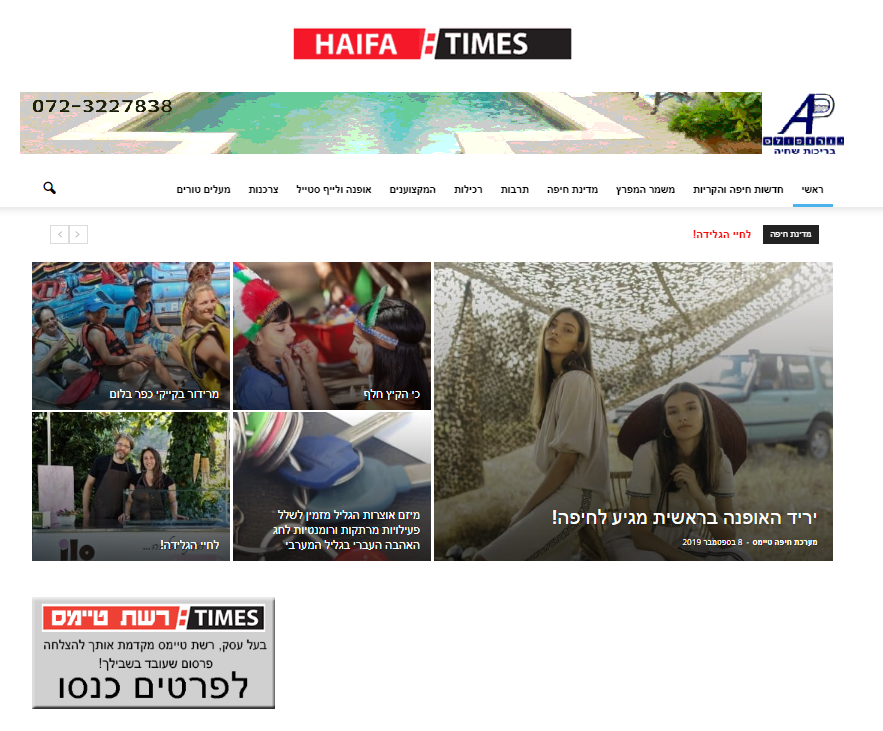 HAIFA TIMES
072-3227838
AP
בריכות שחיה
ראשי
חדשות חיפה והקריות
משמר המפרץ
מדינת חיפה
תרבות
רכילות
המקצוענים
אופנה ולייף סטייל
צרכנות
מעלים טורים
מדינת חיפה
לחיי הגלידה!
יריד האופנה בראשית מגיע לחיפה!
מערכת חיפה טיימס - 8 בספטמבר 2019
כי הקיץ חלף
מרידור בקייקי כפר בלום
מיזם אוצרות הגליל מזמין לשלל
פעילויות מרתקות ורומנטיות לחג
האהבה העברי בגליל המערבי
לחיי הגלידה!
רשת טיימס TIMES
בעל עסק, רשת טיימס מקדמת אותך להצלחה
פרסום שעובד בשבילך!
לפרטים כנסו